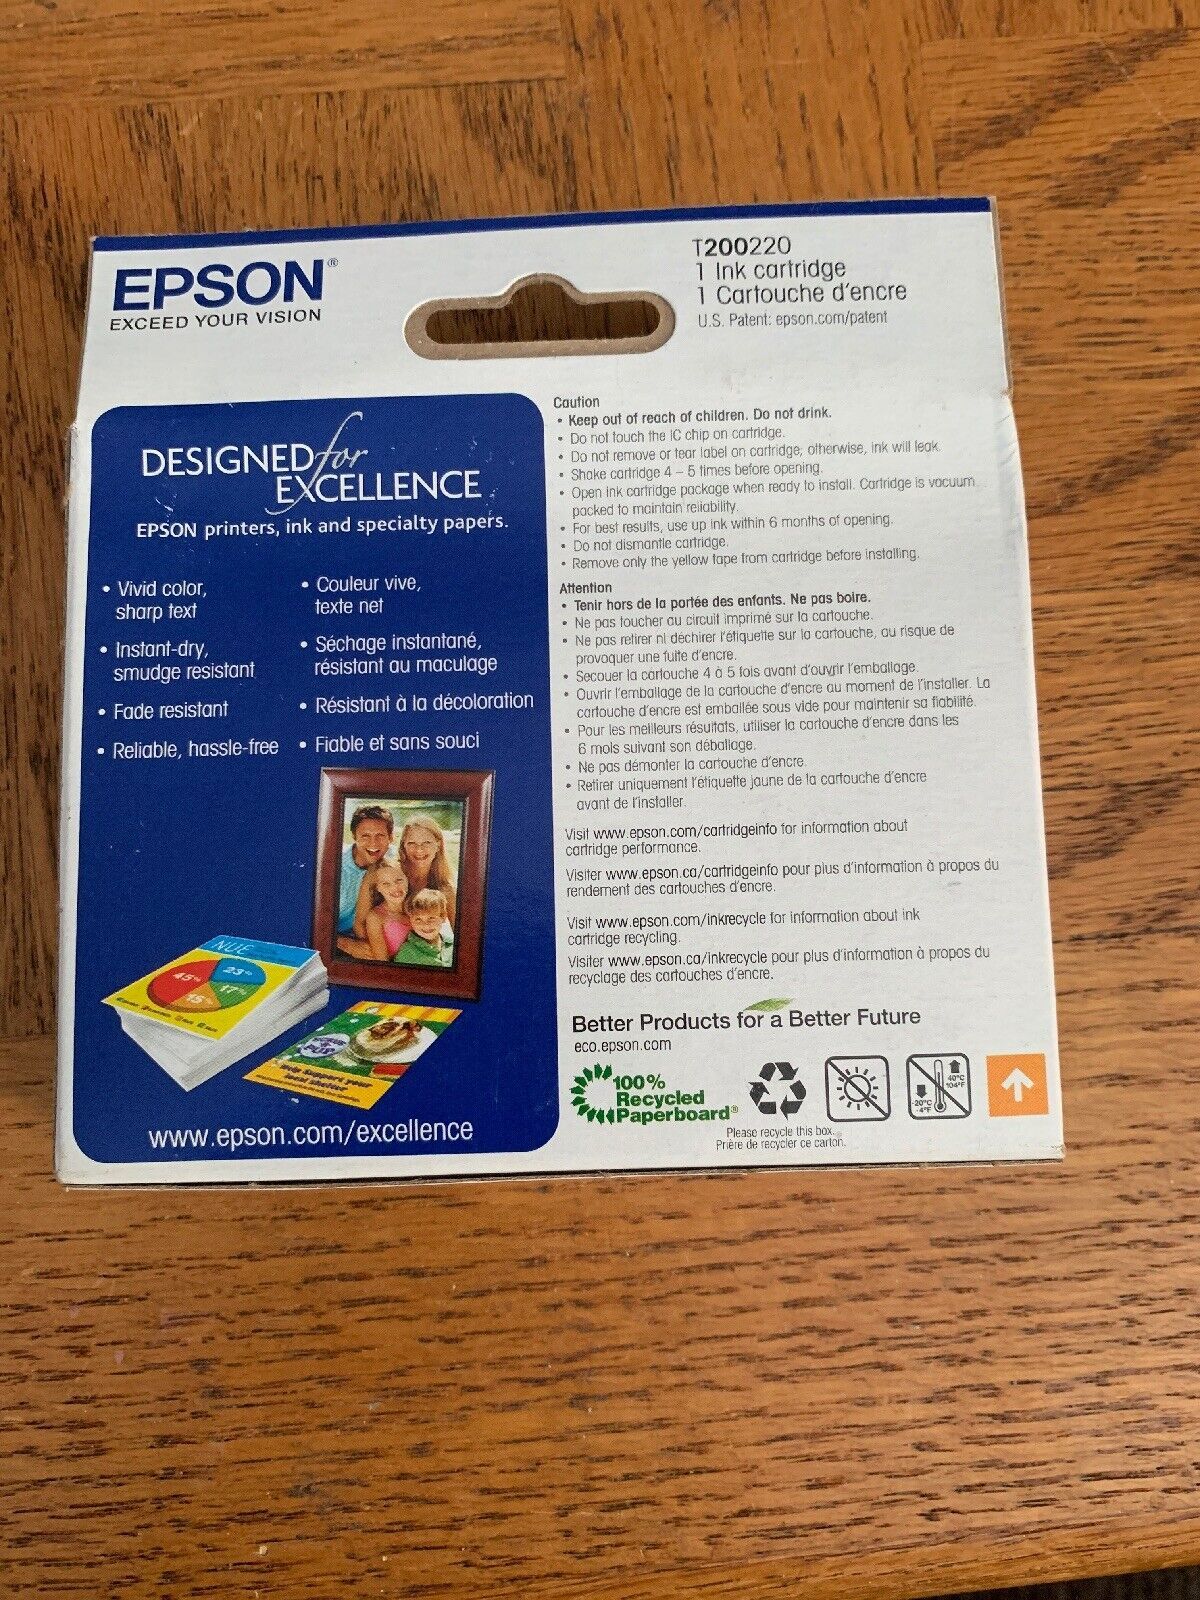 EPSON®
EXCEED YOUR VISION
T200220
1 Ink cartridge
1 Cartouche d'encre
U.S. Patent: epson.com/patent
DESIGNED for
EXCELLENCE
EPSON printers, ink and specialty papers.
• Vivid color,
sharp text
• Instant-dry,
smudge resistant
• Fade resistant
• Reliable, hassle-free
• Couleur vive,
texte net
• Séchage instantané,
résistant au maculage
• Résistant à la décoloration
• Fiable et sans souci
NUE
45%
23%
17%
15%
Help Support your
local Shelter
www.epson.com/excellence
Caution
• Keep out of reach of children. Do not drink.
• Do not touch the IC chip on cartridge.
• Do not remove or tear label on cartridge; otherwise, ink will leak.
• Shake cartridge 4 – 5 times before opening.
• Open ink cartridge package when ready to install. Cartridge is vacuum
packed to maintain reliability.
• For best results, use up ink within 6 months of opening.
• Do not dismantle cartridge.
• Remove only the yellow tape from cartridge before installing.
Attention
• Tenir hors de la portée des enfants. Ne pas boire.
• Ne pas toucher au circuit imprimé sur la cartouche.
• Ne pas retirer ni déchirer l'étiquette sur la cartouche, au risque de
provoquer une fuite d'encre.
• Secouer la cartouche 4 à 5 fois avant d'ouvrir l'emballage.
• Ouvrir l'emballage de la cartouche d'encre au moment de l'installer. La
cartouche d'encre est emballée sous vide pour maintenir sa fiabilité.
• Pour les meilleurs résultats, utiliser la cartouche d'encre dans les
6 mois suivant son déballage.
• Ne pas démonter la cartouche d'encre.
• Retirer uniquement l'étiquette jaune de la cartouche d'encre
avant de l'installer.
Visit www.epson.com/cartridgeinfo for information about
cartridge performance.
Visiter www.epson.ca/cartridgeinfo pour plus d'information à propos du
rendement des cartouches d'encre.
Visit www.epson.com/inkrecycle for information about ink
cartridge recycling.
Visiter www.epson.ca/inkrecycle pour plus d'information à propos du
recyclage des cartouches d'encre.
Better Products for a Better Future
eco.epson.com
100%
Recycled
Paperboard®
40°C
104°F
-20°C
-4°F
Please recycle this box.
Prière de recycler ce carton.